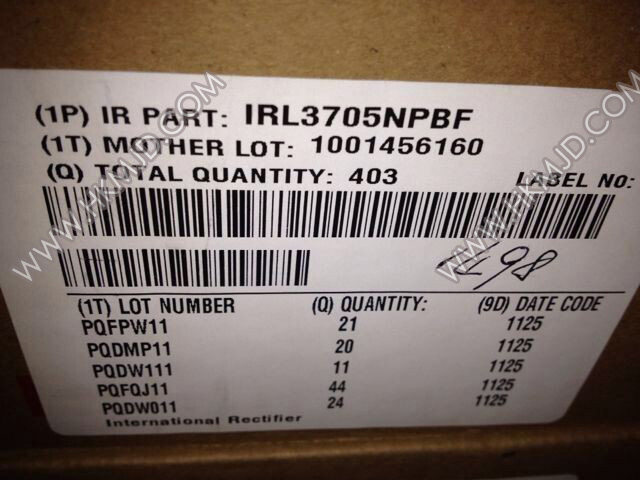 (1P) IR PART: IRL3705NPBF
(1T) MOTHER LOT: 1001456160
(Q) TOTAL QUANTITY: 403 LABEL NO:
98
(1T) LOT NUMBER (Q) QUANTITY: (9D) DATE CODE
PQFPW11 21 1125
PQDMP11 20 1125
PQDW111 11 1125
PQFQJ11 44 1125
PQDW011 24 1125
International Rectifier
WWW.HKMJD.COM
WWW.HKMJD.COM